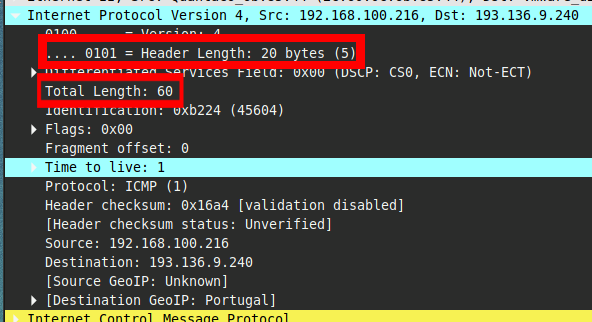 Internet Protocol Version 4, Src: 192.168.100.216, Dst: 193.136.9.240
0100 .... = Version: 4
.... 0101 = Header Length: 20 bytes (5)
Differentiated Services Field: 0x00 (DSCP: CS0, ECN: Not-ECT)
Total Length: 60
Identification: 0xb224 (45604)
Flags: 0x00
Fragment offset: 0
Time to live: 1
Protocol: ICMP (1)
Header checksum: 0x16a4 [validation disabled]
[Header checksum status: Unverified]
Source: 192.168.100.216
Destination: 193.136.9.240
[Source GeoIP: Unknown]
[Destination GeoIP: Portugal]
Internet Control Message Protocol